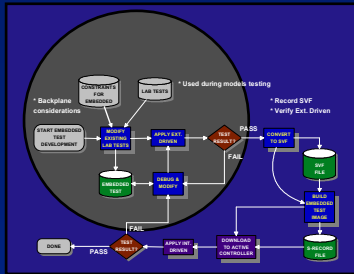 CONSTRAINTS
FOR
EMBEDDED
LAB TESTS
* Used during models testing
* Backplane
considerations
* Record SVF
* Verify Ext. Driven
START EMBEDDED
TEST
DEVELOPMENT
MODIFY
EXISTING
LAB TESTS
APPLY EXT.
DRIVEN
TEST
RESULT?
PASS
CONVERT
TO SVF
FAIL
SVF
FILE
EMBEDDED
TEST
DEBUG &
MODIFY
BUILD
EMBEDDED
TEST
IMAGE
FAIL
DONE
PASS
TEST
RESULT?
APPLY INT.
DRIVEN
DOWNLOAD
TO ACTIVE
CONTROLLER
S-RECORD
FILE